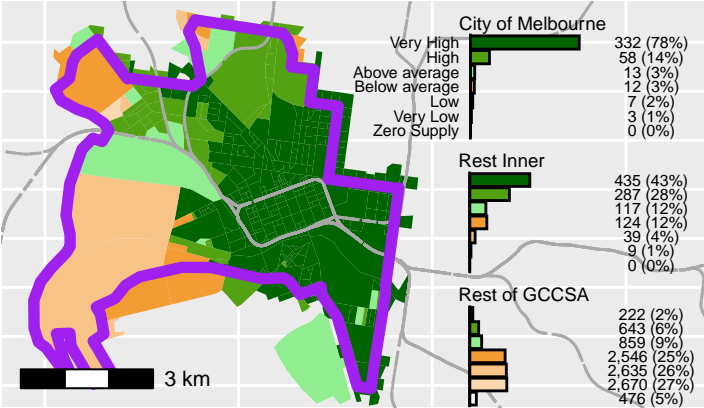 City of Melbourne
Very High 332 (78%)
High 58 (14%)
Above average 13 (3%)
Below average 12 (3%)
Low 7 (2%)
Very Low 3 (1%)
Zero Supply 0 (0%)
Rest Inner
435 (43%)
287 (28%)
117 (12%)
124 (12%)
39 (4%)
9 (1%)
0 (0%)
Rest of GCCSA
222 (2%)
643 (6%)
859 (9%)
2,546 (25%)
2,635 (26%)
2,670 (27%)
476 (5%)
3 km